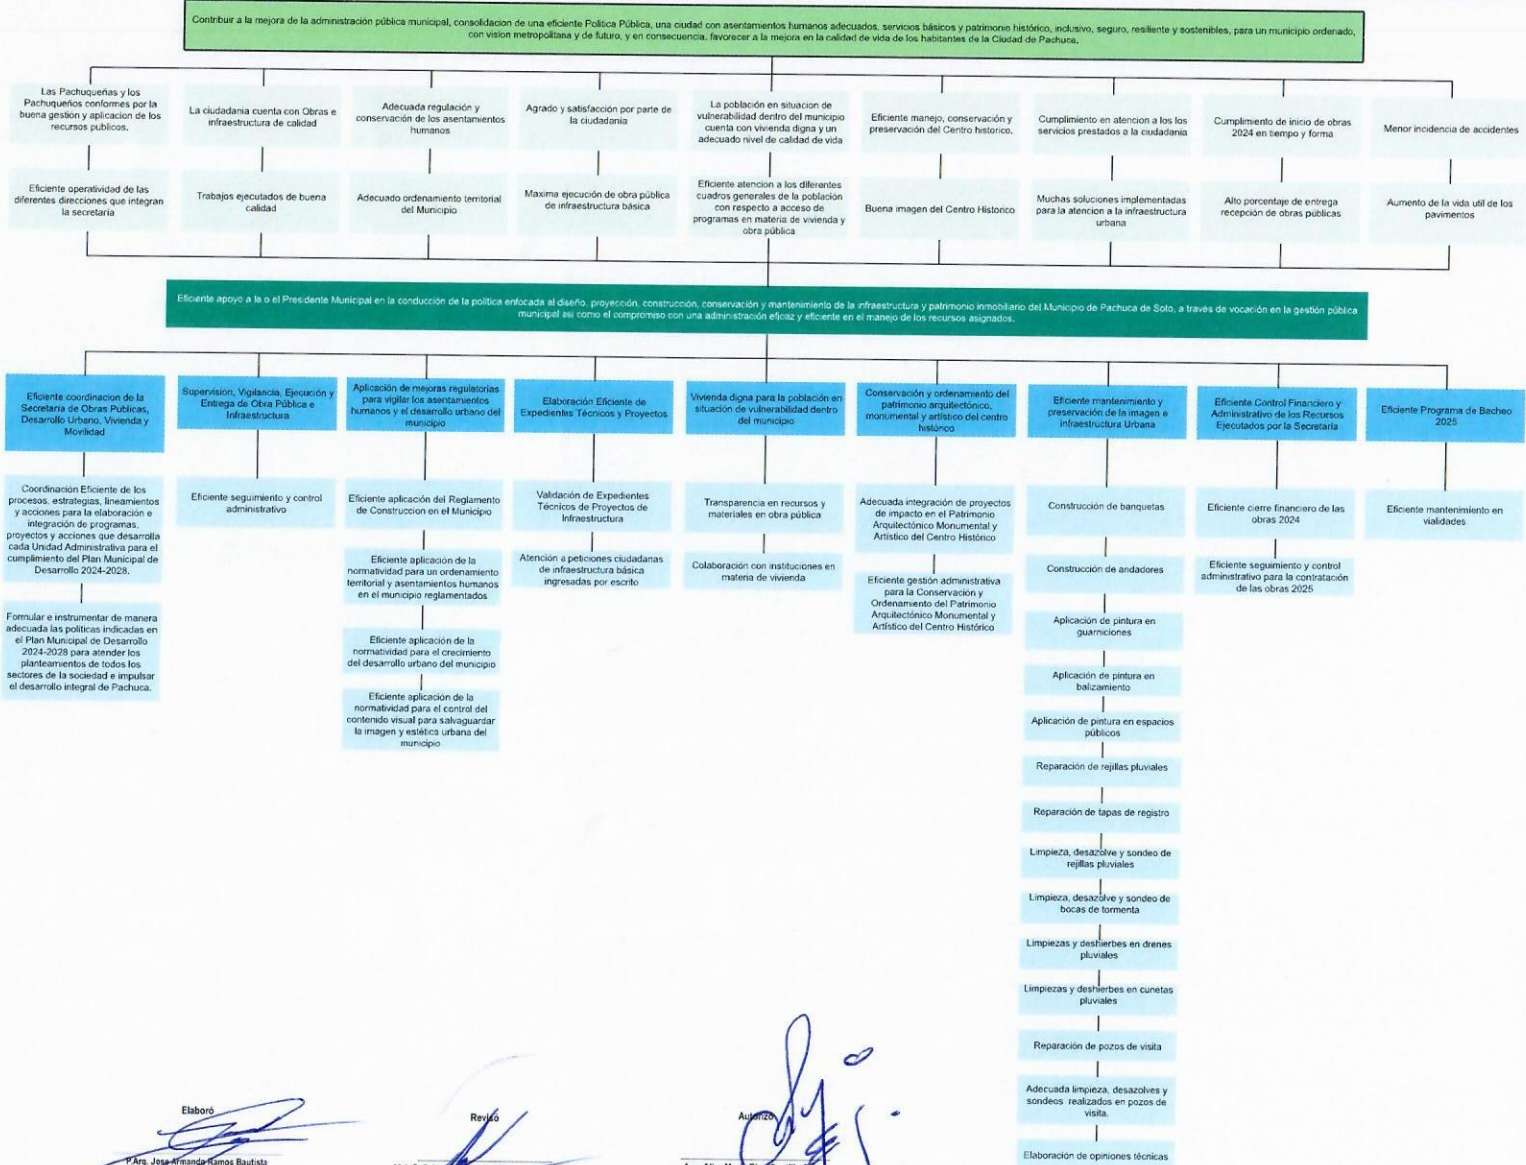 Contribuir a la mejora de la administración pública municipal, consolidacion de una eficiente Politica Pública, una ciudad con asentamientos humanos adecuados, servicios básicos y patrimonio histórico, inclusivo, seguro, resiliente y sostenibles, para un municipio ordenado,
con vision metropolitana y de futuro, y en consecuencia, favorecer a la mejora en la calidad de vida de los habitantes de la Ciudad de Pachuca.
Las Pachuqueñas y los
Pachuqueños conformes por la
buena gestión y aplicacion de los
recursos publicos.
La ciudadania cuenta con Obras e
infraestructura de calidad
Adecuada regulación y
conservación de los asentamientos
humanos
Agrado y satisfacción por parte de
la ciudadania
La población en situacion de
vulnerabilidad dentro del municipio
cuenta con vivienda digna y un
adecuado nivel de calidad de vida
Eficiente manejo, conservación y
preservación del Centro historico.
Cumplimiento en atencion a los los
servicios prestados a la ciudadania
Cumplimiento de inicio de obras
2024 en tiempo y forma
Menor incidencia de accidentes
Eficiente operatividad de las
diferentes direcciones que integran
la secretaría
Trabajos ejecutados de buena
calidad
Adecuado ordenamiento territorial
del Municipio
Maxima ejecución de obra pública
de infraestructura básica
Eficiente atencion a los diferentes
cuadros generales de la población
con respecto a acceso de
programas en materia de vivienda y
obra pública
Buena imagen del Centro Historico
Muchas soluciones implementadas
para la atencion a la infraestructura
urbana
Alto porcentaje de entrega
recepción de obras públicas
Aumento de la vida util de los
pavimentos
Eficiente apoyo a la o el Presidente Municipal en la conducción de la política enfocada al diseño, proyección, construcción, conservación y mantenimiento de la infraestructura y patrimonio inmobiliario del Municipio de Pachuca de Soto, a través de vocación en la gestión pública
municipal asi como el compromiso con una administración eficaz y eficiente en el manejo de los recursos asignados.
Eficiente coordinacion de la
Secretaría de Obras Públicas,
Desarrollo Urbano, Vivienda y
Movilidad
Supervisión, Vigilancia, Ejecución y
Entrega de Obra Pública e
Infraestructura
Aplicación de mejoras regulatorias
para vigilar los asentamientos
humanos y el desarrollo urbano del
municipio
Elaboración Eficiente de
Expedientes Técnicos y Proyectos
Vivienda digna para la población en
situación de vulnerabilidad dentro
del municipio
Conservación y ordenamiento del
patrimonio arquitectónico,
monumental y artístico del centro
histórico
Eficiente mantenimiento y
preservación de la imagen e
infraestructura Urbana
Eficiente Control Financiero y
Administrativo de los Recursos
Ejecutados por la Secretaría
Eficiente Programa de Bacheo
2025
Coordinación Eficiente de los
procesos, estrategias, lineamientos
y acciones para la elaboración e
integración de programas,
proyectos y acciones que desarrolla
cada Unidad Administrativa para el
cumplimiento del Plan Municipal de
Desarrollo 2024-2028.
Formular e instrumentar de manera
adecuada las políticas indicadas en
el Plan Municipal de Desarrollo
2024-2028 para atender los
planteamientos de todos los
sectores de la sociedad e impulsar
el desarrollo integral de Pachuca.
Eficiente seguimiento y control
administrativo
Eficiente aplicación del Reglamento
de Construccion en el Municipio
Eficiente aplicación de la
normatividad para un ordenamiento
territorial y asentamientos humanos
en el municipio reglamentados
Eficiente aplicación de la
normatividad para el crecimiento
del desarrollo urbano del municipio
Eficiente aplicación de la
normatividad para el control del
contenido visual para salvaguardar
la imagen y estética urbana del
municipio
Validación de Expedientes
Técnicos de Proyectos de
Infraestructura
Atención a peticiones ciudadanas
de infraestructura básica
ingresadas por escrito
Transparencia en recursos y
materiales en obra pública
Colaboración con instituciones en
materia de vivienda
Adecuada integración de proyectos
de impacto en el Patrimonio
Arquitectónico Monumental y
Artístico del Centro Histórico
Eficiente gestión administrativa
para la Conservación y
Ordenamiento del Patrimonio
Arquitectónico Monumental y
Artístico del Centro Histórico
Construcción de banquetas
Construcción de andadores
Aplicación de pintura en
guarniciones
Aplicación de pintura en
balizamiento
Aplicación de pintura en espacios
públicos
Reparación de rejillas pluviales
Reparación de tapas de registro
Limpieza, desazolve y sondeo de
rejillas pluviales
Limpieza, desazolve y sondeo de
bocas de tormenta
Limpiezas y deshierbes en drenes
pluviales
Limpiezas y deshierbes en cunetas
pluviales
Reparación de pozos de visita
Adecuada limpieza, desazolves y
sondeos realizados en pozos de
visita.
Elaboración de opiniones técnicas
Eficiente cierre financiero de las
obras 2024
Eficiente seguimiento y control
administrativo para la contratación
de las obras 2025
Eficiente mantenimiento en
vialidades
Elaboró
Revisó
Autorizó
P.Arq. Jose Armando Ramos Bautista